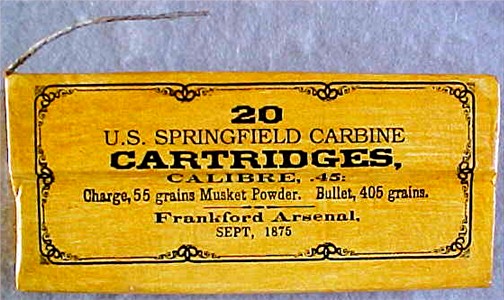 20
U.S. SPRINGFIELD CARBINE
CARTRIDGES,
CALIBRE, .45:
Charge, 55 grains Musket Powder. Bullet, 405 grains.
Frankford Arsenal,
SEPT, 1875